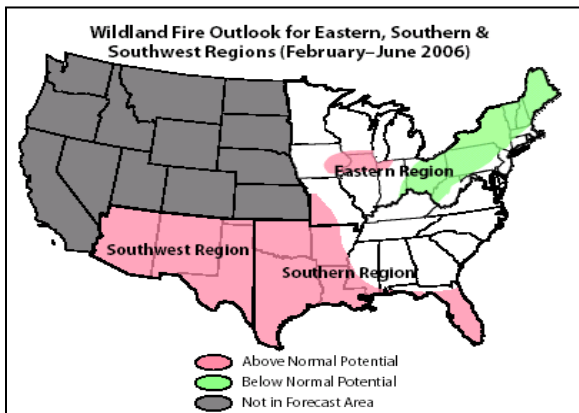 Wildland Fire Outlook for Eastern, Southern &
Southwest Regions (February–June 2006)
Eastern Region
Southwest Region
Southern Region
Above Normal Potential
Below Normal Potential
Not in Forecast Area